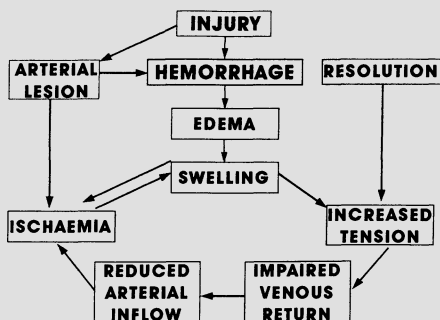 INJURY
ARTERIAL
LESION
HEMORRHAGE
RESOLUTION
EDEMA
SWELLING
ISCHAEMIA
INCREASED
TENSION
REDUCED
ARTERIAL
INFLOW
IMPAIRED
VENOUS
RETURN